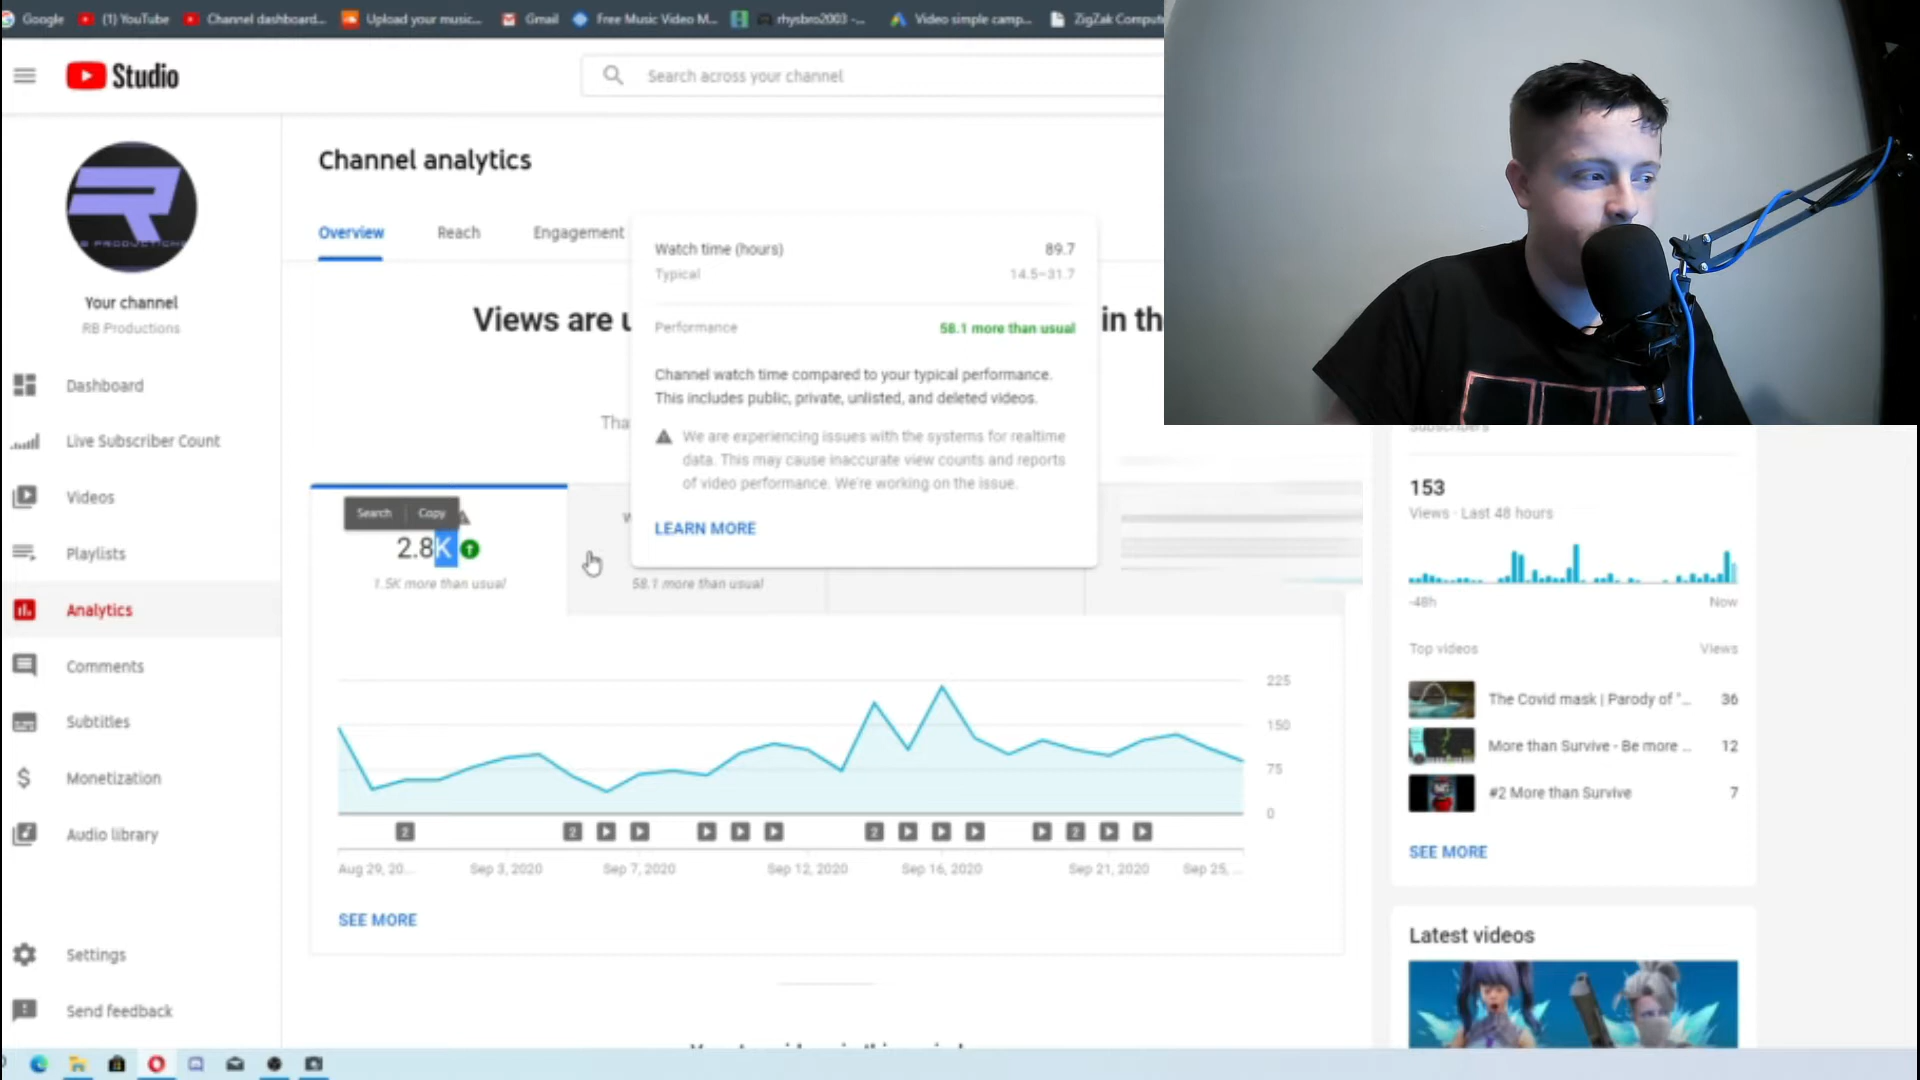 Google
(1) YouTube
Channel dashboard...
Upload your music...
Gmail
Free Music Video M...
rhysbro2003 -...
Video simple camp...
ZigZak Compute
Studio
Search across your channel
Your channel
RB Productions
Dashboard
Live Subscriber Count
Videos
Playlists
Analytics
Comments
Subtitles
Monetization
Audio library
Settings
Send feedback
Channel analytics
Overview
Reach
Engagement
Views are u
in th
Tha
Watch time (hours) 89.7
Typical 14.5–31.7
Performance 58.1 more than usual
Channel watch time compared to your typical performance.
This includes public, private, unlisted, and deleted videos.
We are experiencing issues with the systems for realtime
data. This may cause inaccurate view counts and reports
of video performance. We're working on the issue.
LEARN MORE
Search Copy
2.8K
1.5K more than usual
58.1 more than usual
225
150
75
0
2 2 2 2
Aug 29, 20... Sep 3, 2020 Sep 7, 2020 Sep 12, 2020 Sep 16, 2020 Sep 21, 2020 Sep 25, ...
SEE MORE
Subscribers
153
Views · Last 48 hours
-48h Now
Top videos Views
The Covid mask | Parody of "... 36
More than Survive - Be more ... 12
#2 More than Survive 7
SEE MORE
Latest videos